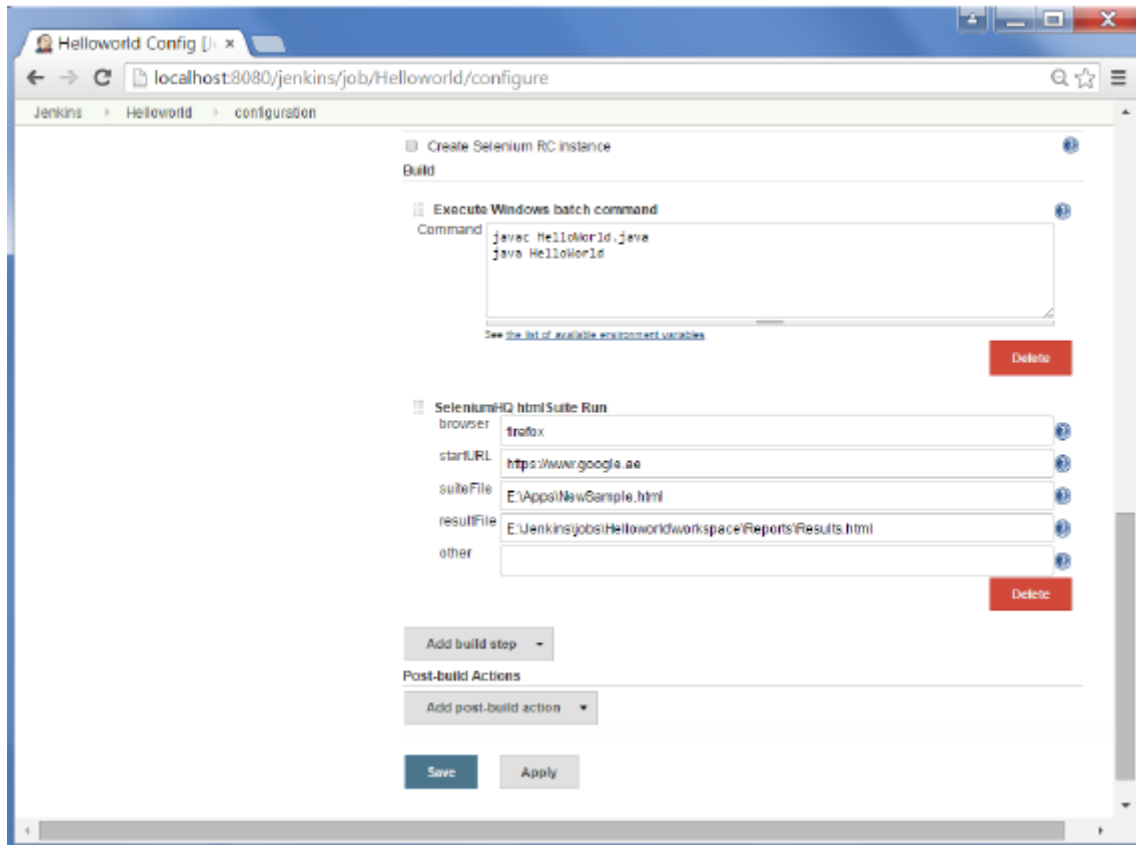 Helloworld Config [Je
localhost:8080/jenkins/job/Helloworld/configure
Jenkins Helloworld configuration
Create Selenium RC instance
Build
Execute Windows batch command
Command
javac HelloWorld.java
java HelloWorld
See the list of available environment variables
Delete
SeleniumHQ htmlSuite Run
browser firefox
startURL https://www.google.ae
suiteFile E:\Apps\NewSample.html
resultFile E:\Jenkins\jobs\Helloworldworkspace\Reports\Results.html
other
Delete
Add build step
Post-build Actions
Add post-build action
Save Apply